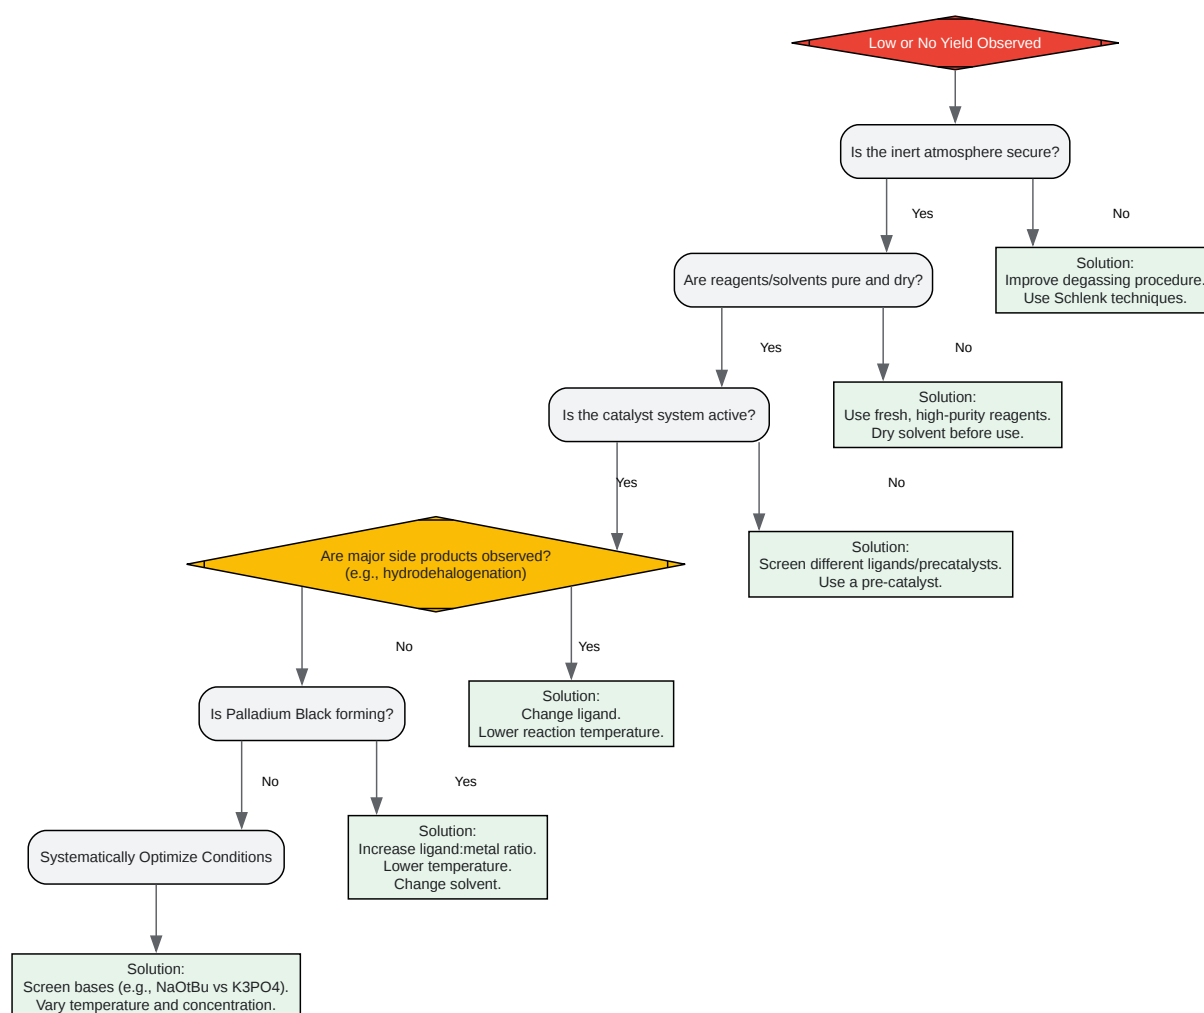 Low or No Yield Observed
Is the inert atmosphere secure?
Yes
No
Solution:
Improve degassing procedure.
Use Schlenk techniques.
Are reagents/solvents pure and dry?
Yes
No
Solution:
Use fresh, high-purity reagents.
Dry solvent before use.
Is the catalyst system active?
Yes
No
Solution:
Screen different ligands/precatalysts.
Use a pre-catalyst.
Are major side products observed?
(e.g., hydrodehalogenation)
No
Yes
Solution:
Change ligand.
Lower reaction temperature.
Is Palladium Black forming?
No
Yes
Solution:
Increase ligand:metal ratio.
Lower temperature.
Change solvent.
Systematically Optimize Conditions
Solution:
Screen bases (e.g., NaOtBu vs K3PO4).
Vary temperature and concentration.